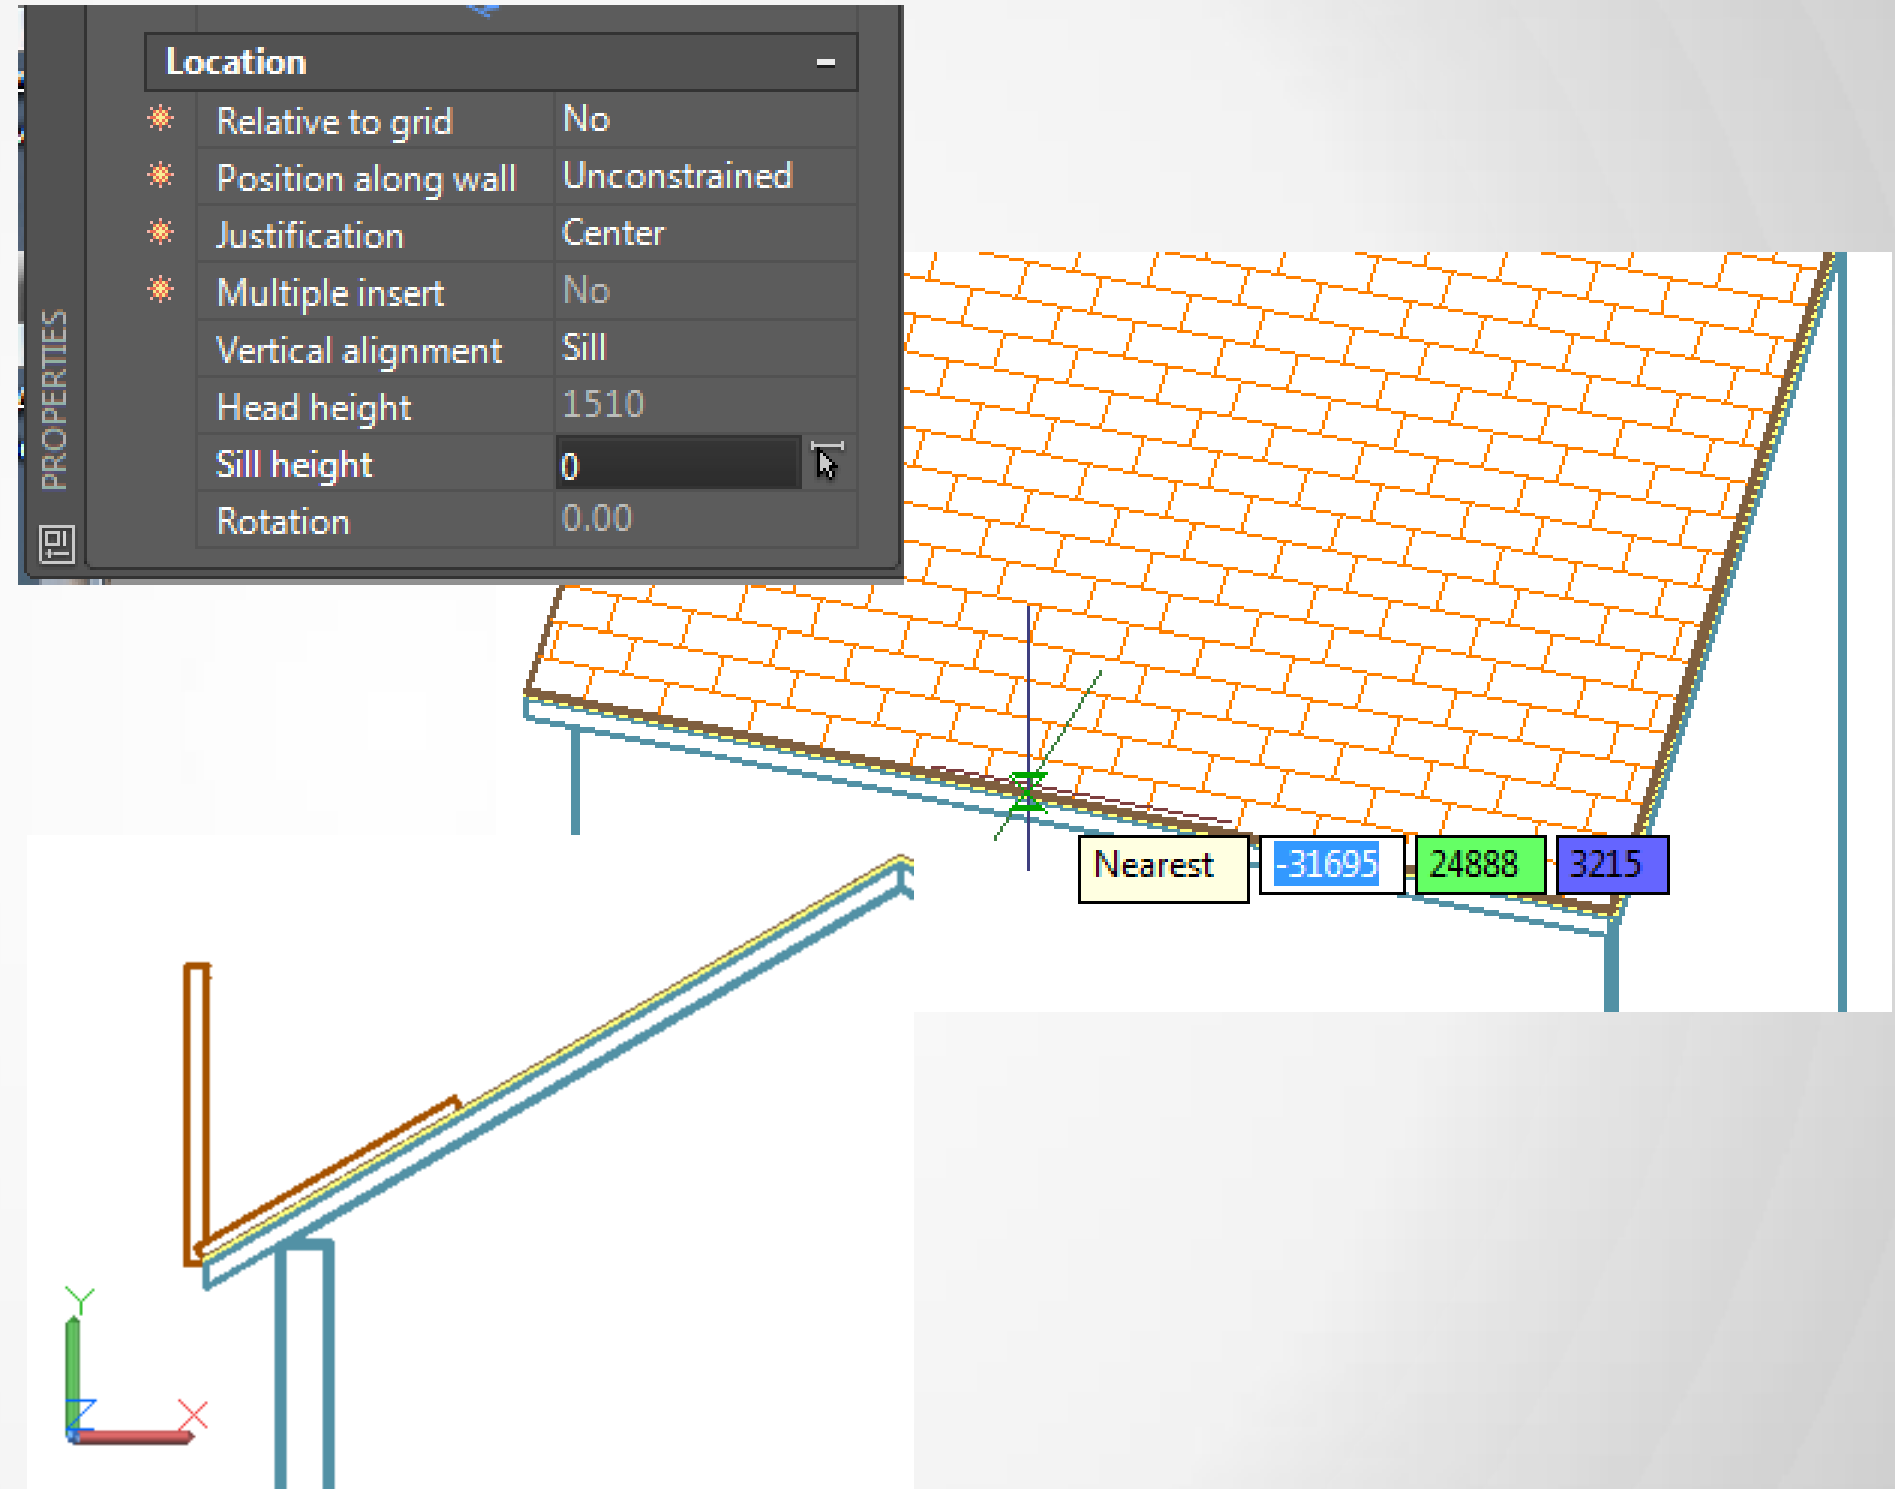 Location
Relative to grid No
Position along wall Unconstrained
Justification Center
Multiple insert No
Vertical alignment Sill
Head height 1510
Sill height 0
Rotation 0.00
PROPERTIES
Nearest -31695 24888 3215
Y
Z X